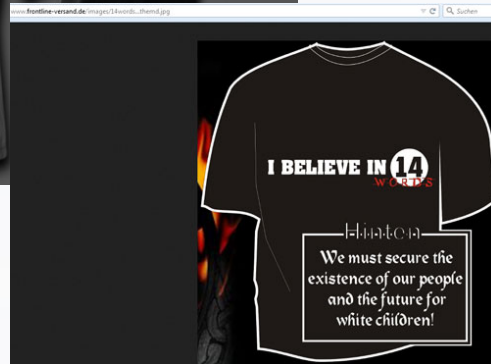 www.frontline-versand.de/images/14words...themd.jpg
Suchen
I BELIEVE IN 14
WORDS
Hinten
We must secure the
existence of our people
and the future for
white children!